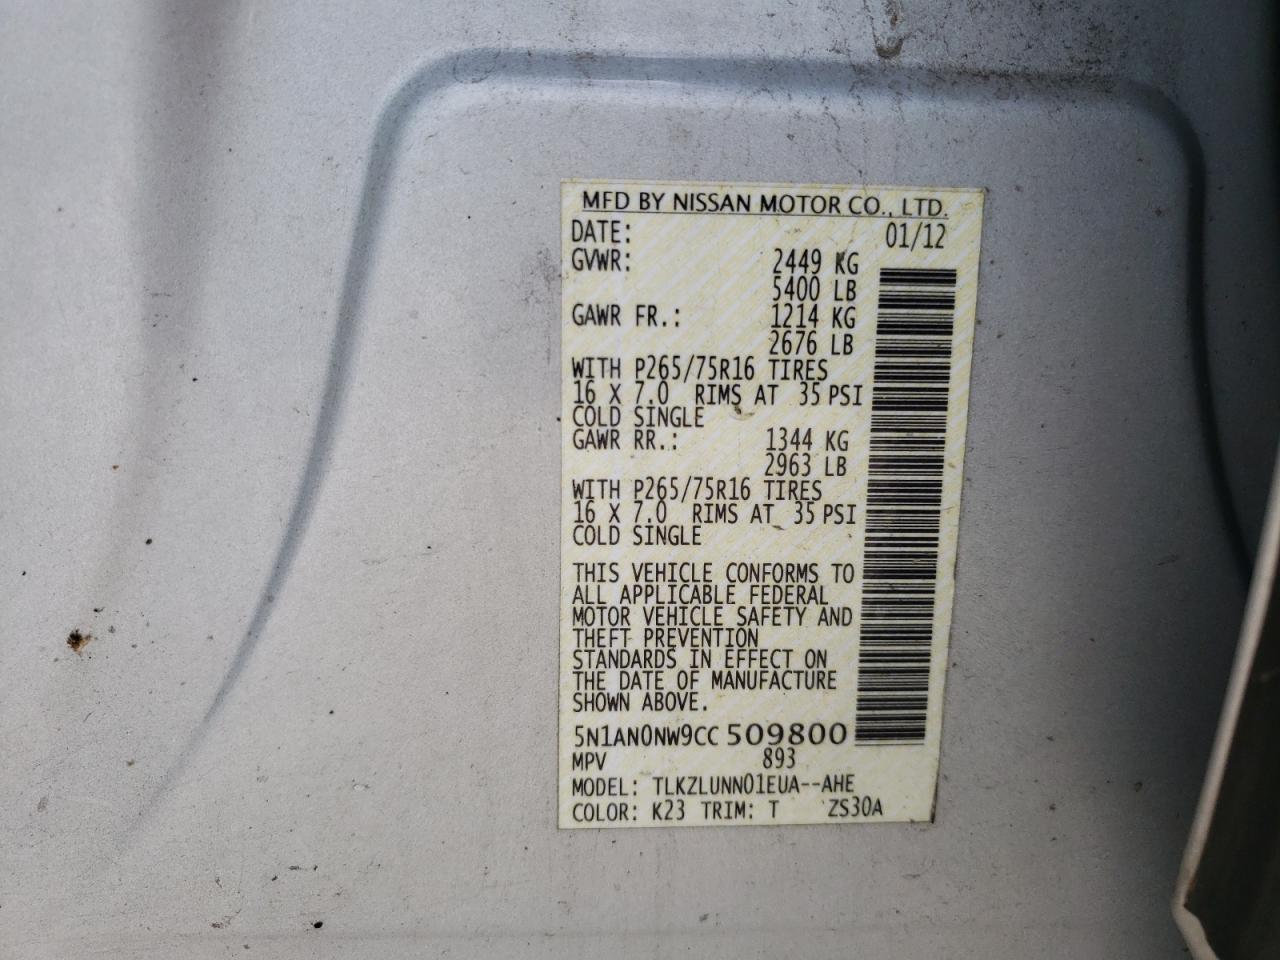 MFD BY NISSAN MOTOR CO., LTD.
DATE: 01/12
GVWR: 2449 KG
5400 LB
GAWR FR.: 1214 KG
2676 LB
WITH P265/75R16 TIRES
16 X 7.0 RIMS AT 35 PSI
COLD SINGLE
GAWR RR.: 1344 KG
2963 LB
WITH P265/75R16 TIRES
16 X 7.0 RIMS AT 35 PSI
COLD SINGLE
THIS VEHICLE CONFORMS TO
ALL APPLICABLE FEDERAL
MOTOR VEHICLE SAFETY AND
THEFT PREVENTION
STANDARDS IN EFFECT ON
THE DATE OF MANUFACTURE
SHOWN ABOVE.
5N1AN0NW9CC 509800
MPV 893
MODEL: TLKZLUNN01EUA--AHE
COLOR: K23 TRIM: T ZS30A